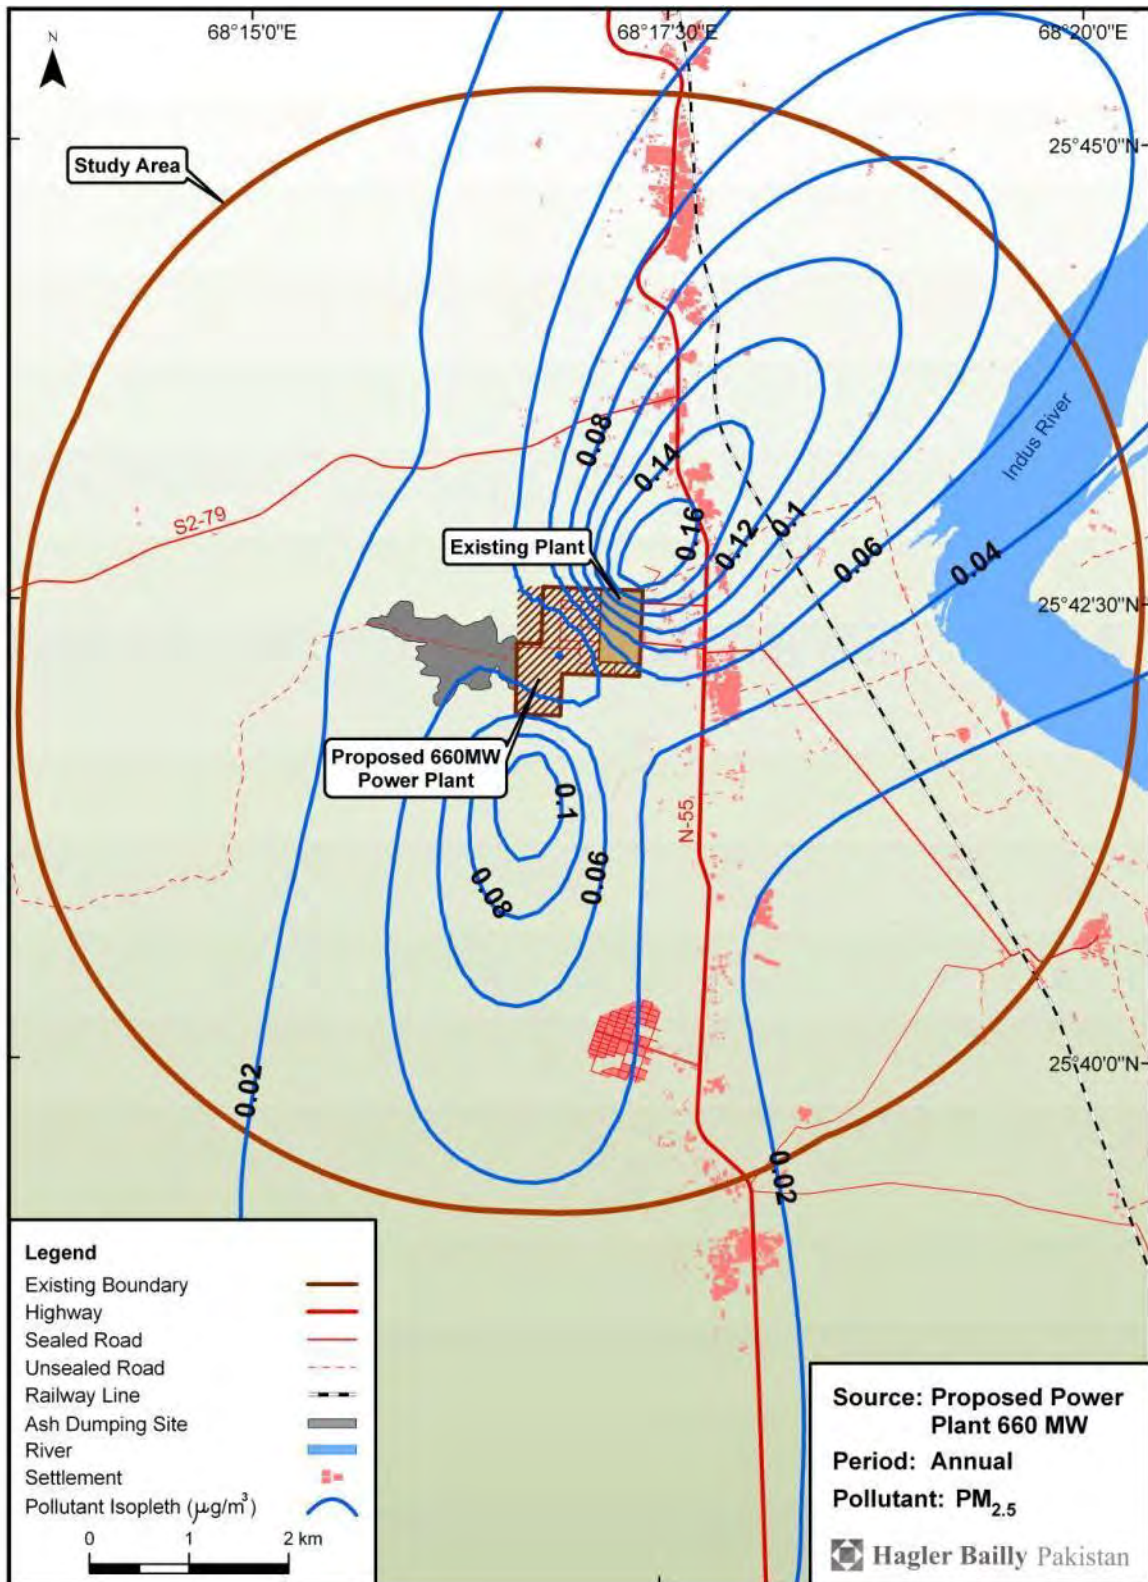 N
68°15'0"E
68°17'30"E
68°20'0"E
25°45'0"N
Study Area
Indus River
0.08
0.14
S2-79
0.16
0.12
0.1
0.06
0.04
Existing Plant
25°42'30"N
Proposed 660MW
Power Plant
0.1
N-55
0.08
0.06
0.02
25°40'0"N
0.02
Legend
Existing Boundary
Highway
Sealed Road
Unsealed Road
Railway Line
Ash Dumping Site
River
Settlement
Pollutant Isopleth (µg/m³)
0 1 2 km
Source: Proposed Power
Plant 660 MW
Period: Annual
Pollutant: PM₂.₅
Hagler Bailly Pakistan